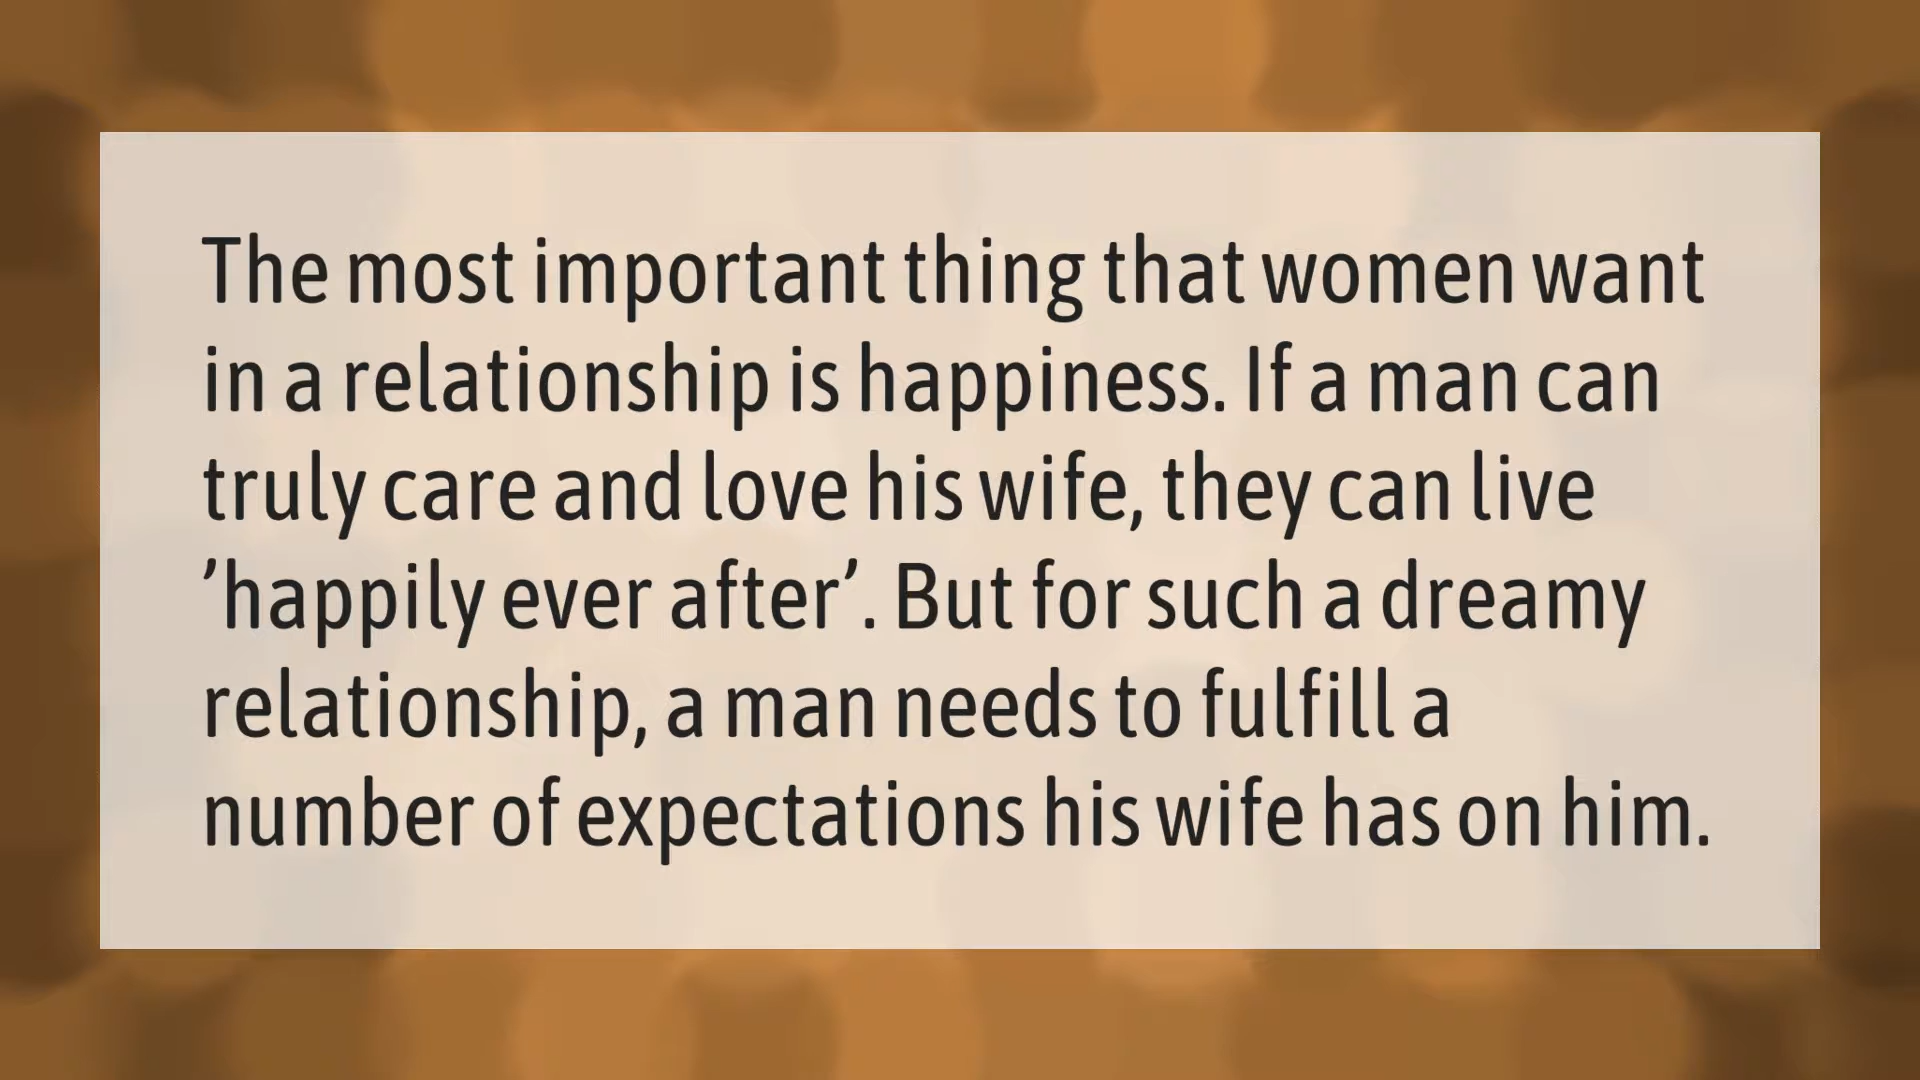 The most important thing that women want
in a relationship is happiness. If a man can
truly care and love his wife, they can live
’happily ever after’. But for such a dreamy
relationship, a man needs to fulfill a
number of expectations his wife has on him.